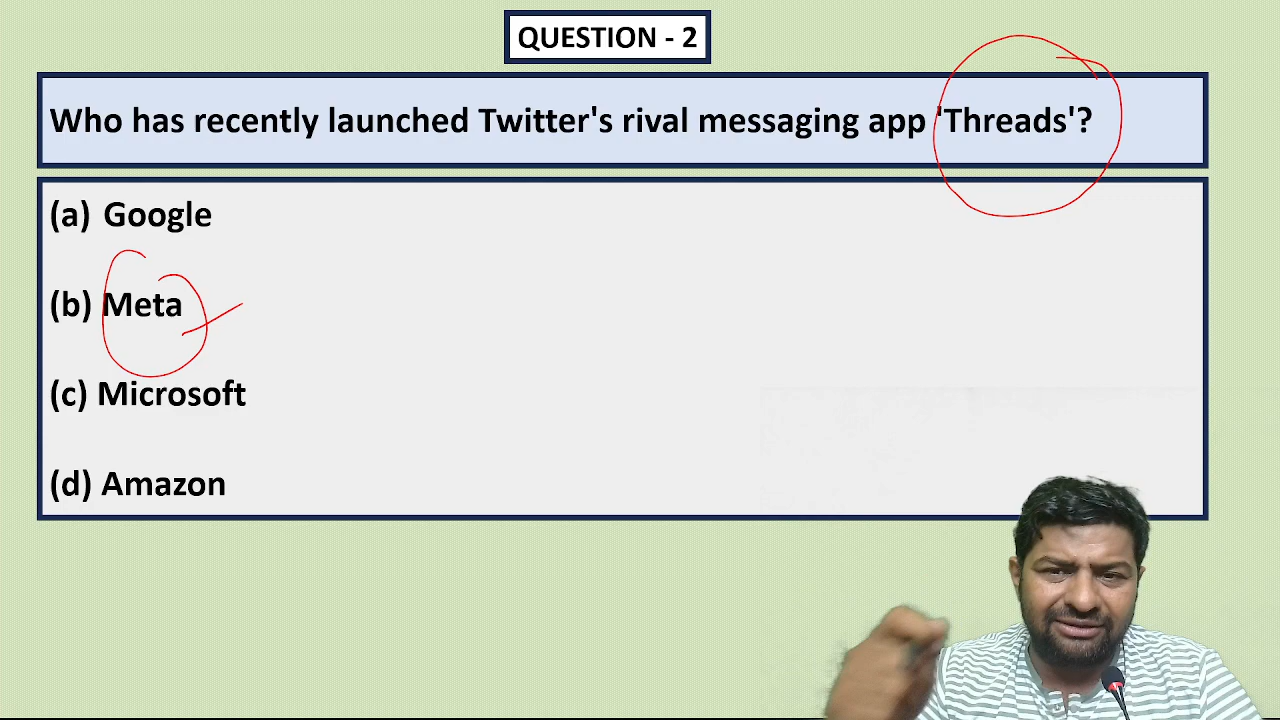 QUESTION - 2
Who has recently launched Twitter's rival messaging app 'Threads'?
(a) Google
(b) Meta
(c) Microsoft
(d) Amazon